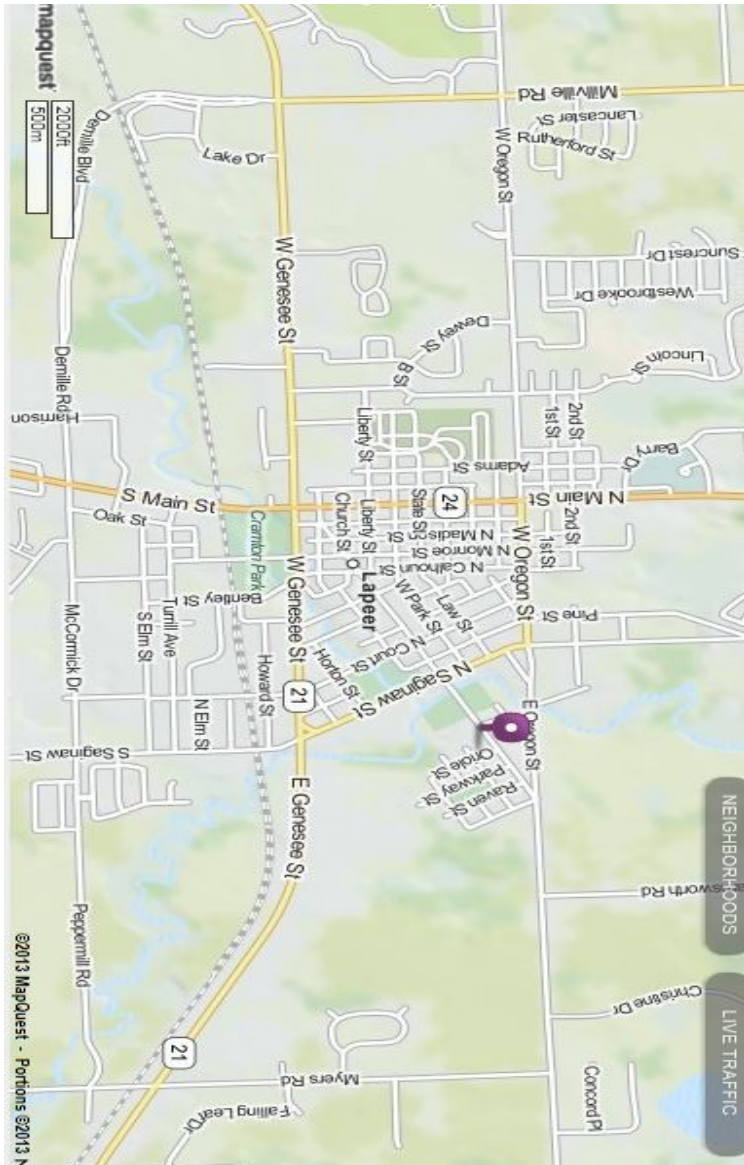 mapquest
2000ft
500m
NEIGHBORHOODS
LIVE TRAFFIC
Millville Rd
Lancaster St
Rutherford St
W Oregon St
Demille Blvd
Lake Dr
W Genesee St
Suncrest Dr
Westbrooke Dr
Dewey St
B St
Lincoln St
Demille Rd
Harrison
Liberty St
Adams St
1st St
2nd St
Barry Dr
S Main St
24
N Main St
Oak St
Cramton Park
Church St
Liberty St
State St
N Madison
N Monroe St
N Calhoun St
W Oregon St
1st St
2nd St
Lapeer
W Genesee St
Bentley St
Turrill Ave
S Elm St
McCormick Dr
W Park St
Law St
Pine St
N Court St
Horton St
Howard St
N Elm St
21
N Saginaw St
S Saginaw St
E Oregon St
Oriole St
Parkway St
Raven St
E Genesee St
Peppermill Rd
Christine Dr
21
Myers Rd
Falling Leaf Dr
Concord Pl
©2013 MapQuest - Portions ©2013